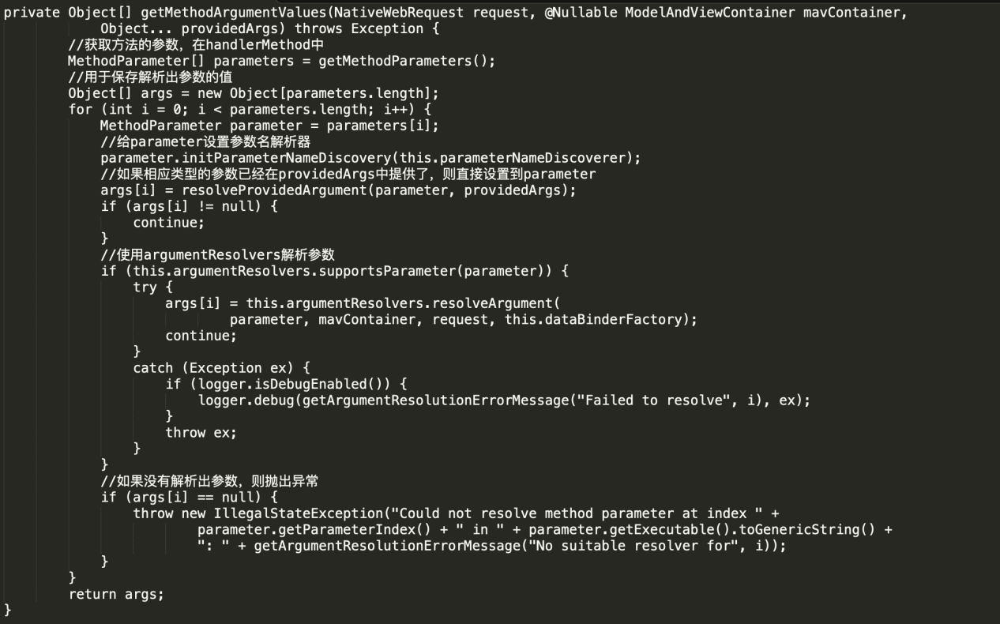 private Object[] getMethodArgumentValues(NativeWebRequest request, @Nullable ModelAndViewContainer mavContainer,
            Object... providedArgs) throws Exception {
        //获取方法的参数，在handlerMethod中
        MethodParameter[] parameters = getMethodParameters();
        //用于保存解析出参数的值
        Object[] args = new Object[parameters.length];
        for (int i = 0; i < parameters.length; i++) {
            MethodParameter parameter = parameters[i];
            //给parameter设置参数名解析器
            parameter.initParameterNameDiscovery(this.parameterNameDiscoverer);
            //如果相应类型的参数已经在providedArgs中提供了，则直接设置到parameter
            args[i] = resolveProvidedArgument(parameter, providedArgs);
            if (args[i] != null) {
                continue;
            }
            //使用argumentResolvers解析参数
            if (this.argumentResolvers.supportsParameter(parameter)) {
                try {
                    args[i] = this.argumentResolvers.resolveArgument(
                            parameter, mavContainer, request, this.dataBinderFactory);
                    continue;
                }
                catch (Exception ex) {
                    if (logger.isDebugEnabled()) {
                        logger.debug(getArgumentResolutionErrorMessage("Failed to resolve", i), ex);
                    }
                    throw ex;
                }
            }
            //如果没有解析出参数，则抛出异常
            if (args[i] == null) {
                throw new IllegalStateException("Could not resolve method parameter at index " +
                        parameter.getParameterIndex() + " in " + parameter.getExecutable().toGenericString() +
                        ": " + getArgumentResolutionErrorMessage("No suitable resolver for", i));
            }
        }
        return args;
}